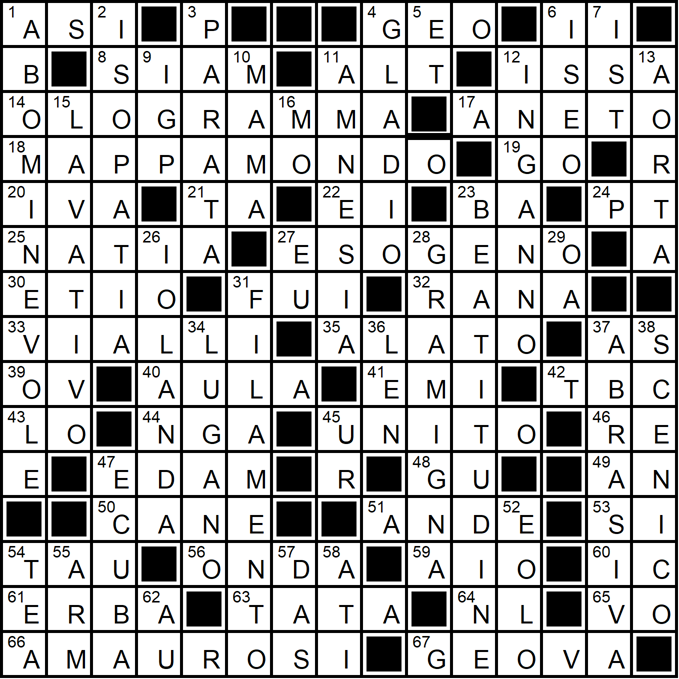 1 A S 2 I 3 P 4 G 5 E O 6 I 7 I
B 8 S 9 I A 10 M 11 A L T 12 I S S 13 A
14 O 15 L O G R A 16 M M A 17 A N E T O
18 M A P P A M O N D O 19 G O R
20 I V A 21 T A 22 E I 23 B A 24 P T
25 N A T 26 I A 27 E S O 28 G E N 29 O A
30 E T I O 31 F U I 32 R A N A
33 V I A L 34 L I 35 A 36 L A T O 37 A 38 S
39 O V 40 A U L A 41 E M I 42 T B C
43 L O 44 N G A 45 U N I T O 46 R E
E 47 E D A M R 48 G U 49 A N
50 C A N E 51 A N D 52 E 53 S I
54 T 55 A U 56 O N 57 D 58 A 59 A I O 60 I C
61 E R B 62 A 63 T A T A 64 N L 65 V O
66 A M A U R O S I 67 G E O V A